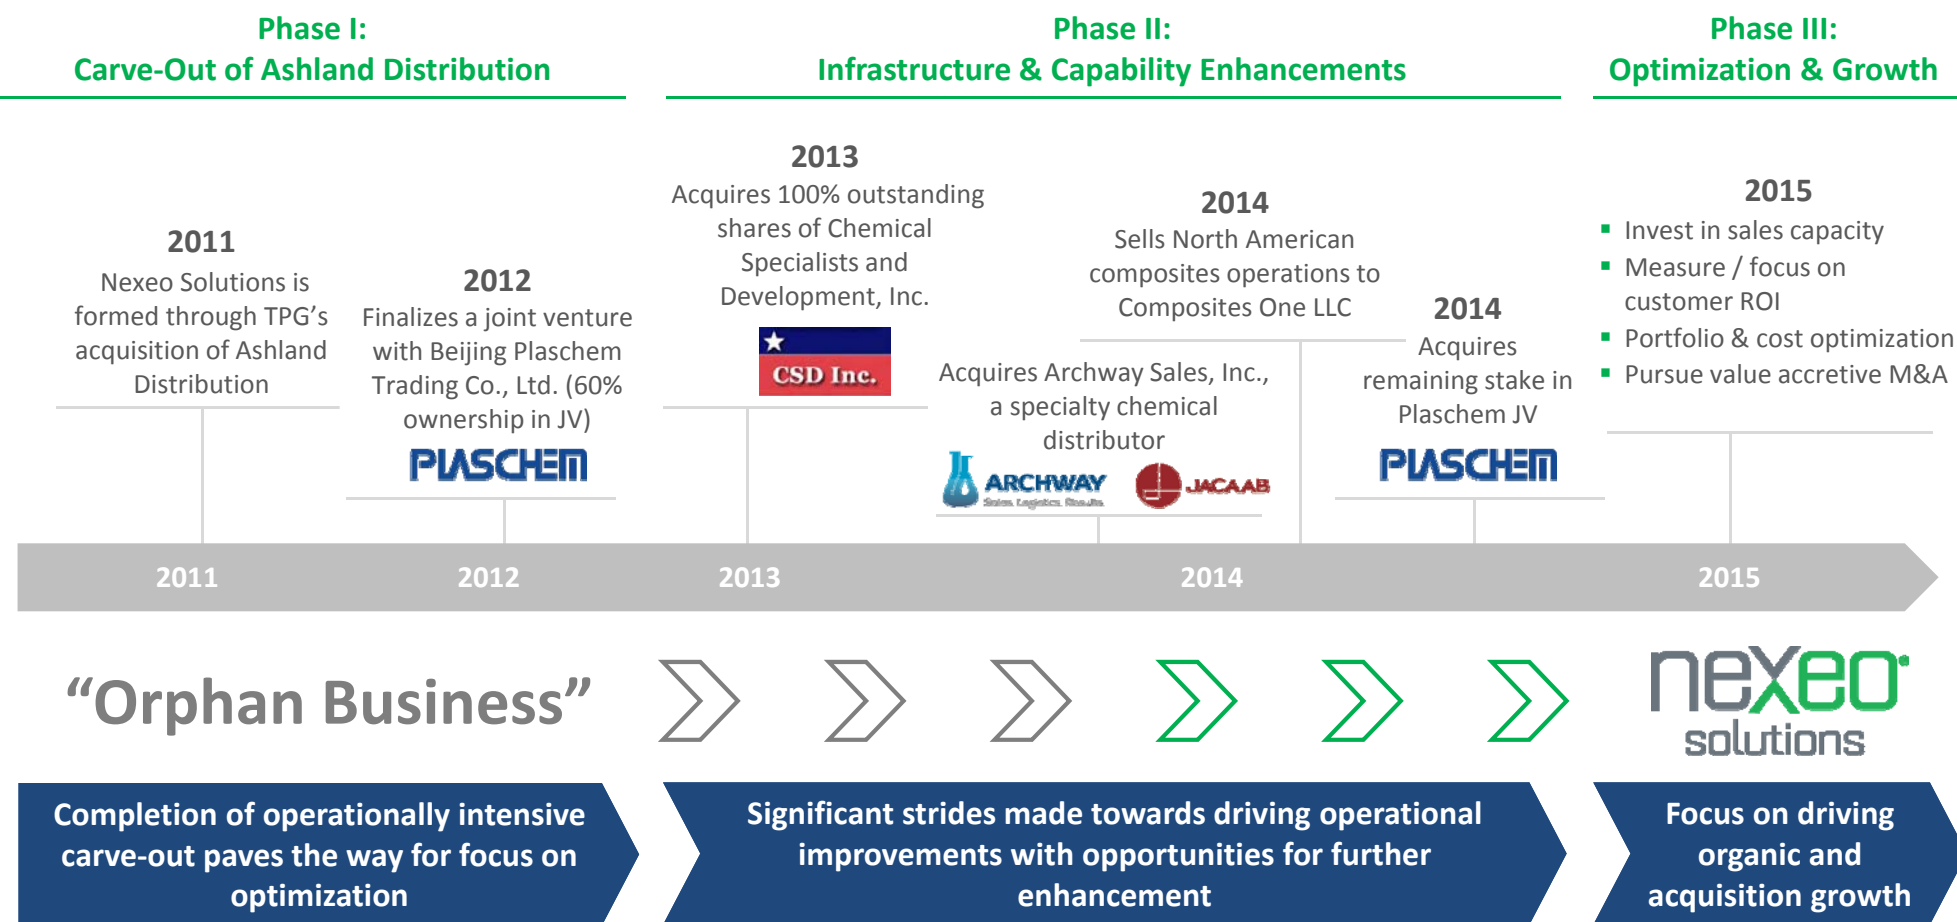 Phase I:
Carve-Out of Ashland Distribution
Phase II:
Infrastructure & Capability Enhancements
Phase III:
Optimization & Growth
2011
Nexeo Solutions is
formed through TPG’s
acquisition of Ashland
Distribution
2012
Finalizes a joint venture
with Beijing Plaschem
Trading Co., Ltd. (60%
ownership in JV)
PLASCHEM
2013
Acquires 100% outstanding
shares of Chemical
Specialists and
Development, Inc.
CSD Inc.
Acquires Archway Sales, Inc.,
a specialty chemical
distributor
ARCHWAY
Sales. Logistics. Results.
JACAAB
2014
Sells North American
composites operations to
Composites One LLC
2014
Acquires
remaining stake in
Plaschem JV
PLASCHEM
2015
▪ Invest in sales capacity
▪ Measure / focus on
customer ROI
▪ Portfolio & cost optimization
▪ Pursue value accretive M&A
2011 2012 2013 2014 2015
“Orphan Business”
nexeo
solutions
Completion of operationally intensive
carve-out paves the way for focus on
optimization
Significant strides made towards driving operational
improvements with opportunities for further
enhancement
Focus on driving
organic and
acquisition growth